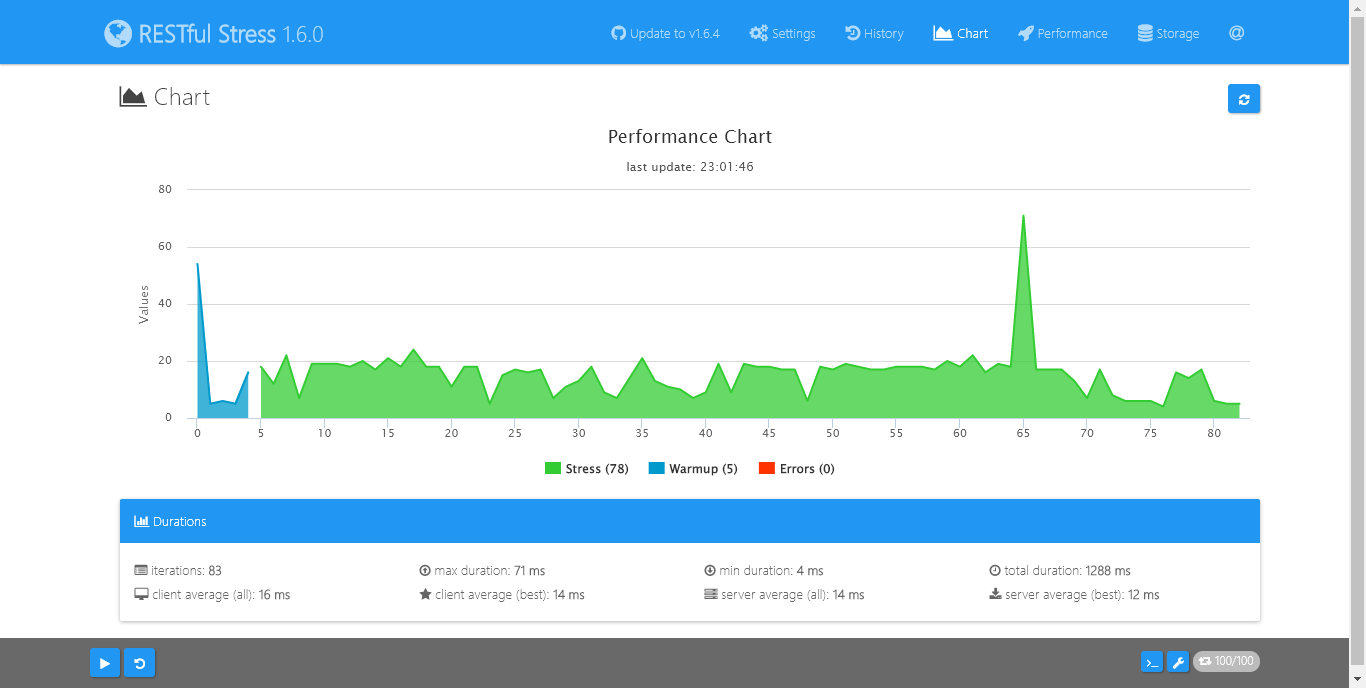 RESTful Stress 1.6.0
Update to v1.6.4 Settings History Chart Performance Storage @
Chart
Performance Chart
last update: 23:01:46
Values
80
60
40
20
0
0 5 10 15 20 25 30 35 40 45 50 55 60 65 70 75 80
Stress (78) Warmup (5) Errors (0)
Durations
iterations: 83 max duration: 71 ms min duration: 4 ms total duration: 1288 ms
client average (all): 16 ms client average (best): 14 ms server average (all): 14 ms server average (best): 12 ms
100/100